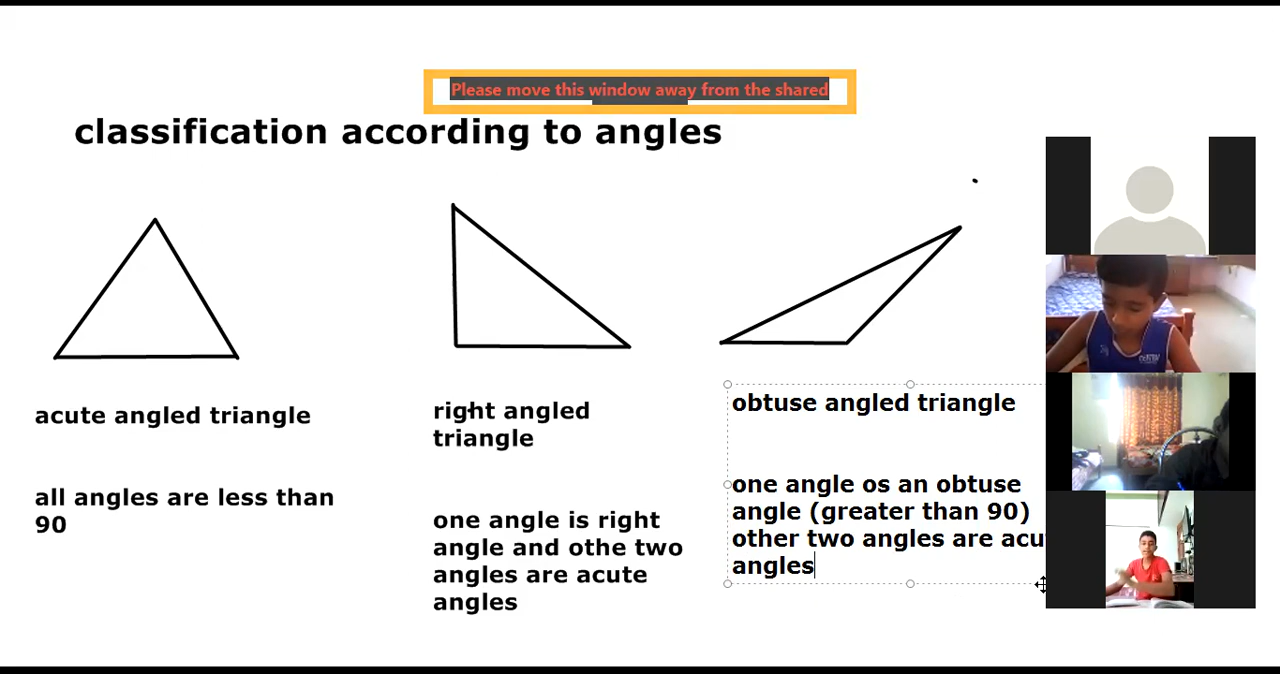 Please move this window away from the shared
classification according to angles
acute angled triangle
all angles are less than
90
right angled
triangle
one angle is right
angle and othe two
angles are acute
angles
obtuse angled triangle
one angle os an obtuse
angle (greater than 90)
other two angles are acu
angles